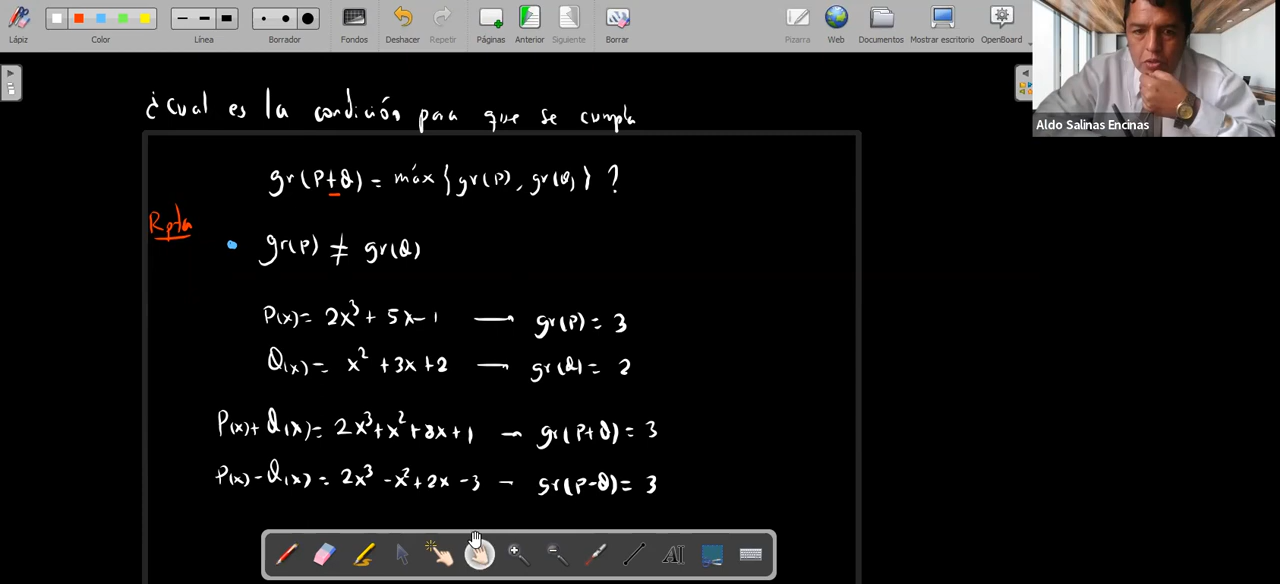 Color
Línea
Borrador
Lápiz
Fondos
Deshacer
Repetir
Páginas
Anterior
Siguiente
Borrar
Pizarra
Web
Documentos
Mostrar escritorio
OpenBoard
Aldo Salinas Encinas
¿Cual es la condición para que se cumpla
gr(P+Q) = máx { gr(P), gr(Q) } ?
Rpta
• gr(P) ≠ gr(Q)
P(x) = 2x³ + 5x - 1 — gr(P) = 3
Q(x) = x² + 3x + 2 — gr(Q) = 2
P(x) + Q(x) = 2x³ + x² + 8x + 1 — gr(P+Q) = 3
P(x) - Q(x) = 2x³ - x² + 2x - 3 — gr(P-Q) = 3
AI